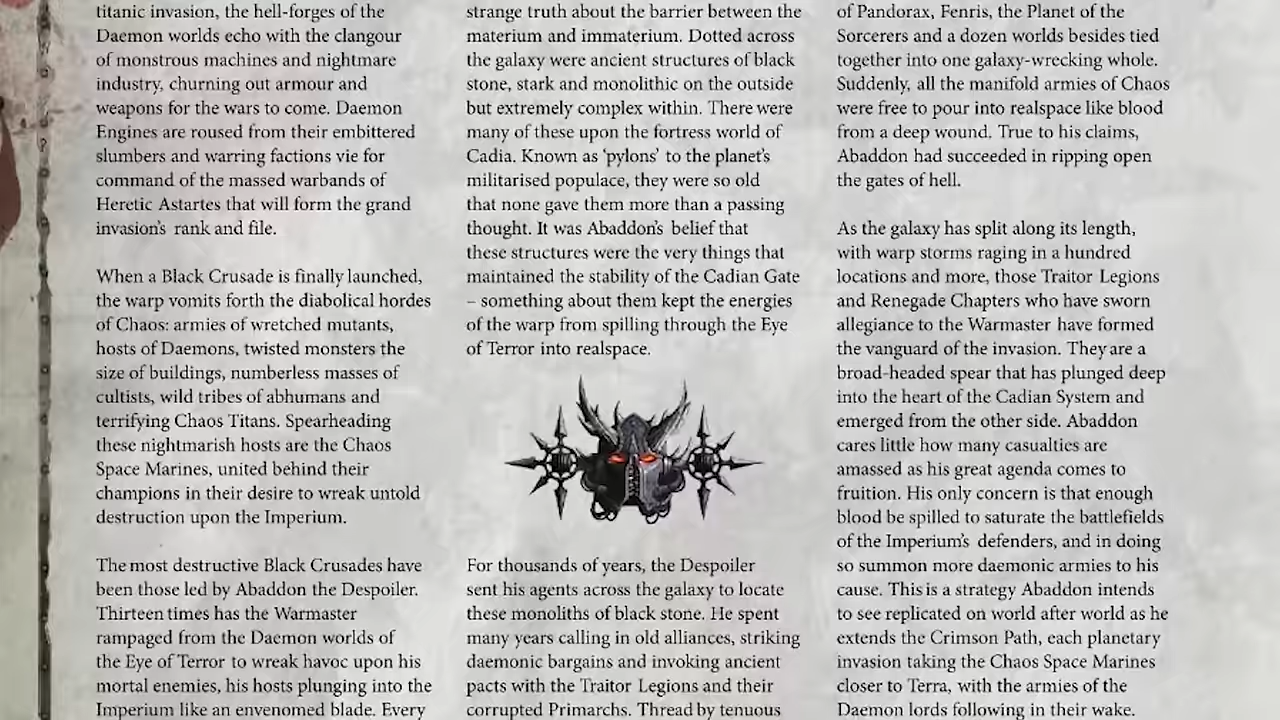 titanic invasion, the hell-forges of the
Daemon worlds echo with the clangour
of monstrous machines and nightmare
industry, churning out armour and
weapons for the wars to come. Daemon
Engines are roused from their embittered
slumbers and warring factions vie for
command of the massed warbands of
Heretic Astartes that will form the grand
invasion's rank and file.
When a Black Crusade is finally launched,
the warp vomits forth the diabolical hordes
of Chaos: armies of wretched mutants,
hosts of Daemons, twisted monsters the
size of buildings, numberless masses of
cultists, wild tribes of abhumans and
terrifying Chaos Titans. Spearheading
these nightmarish hosts are the Chaos
Space Marines, united behind their
champions in their desire to wreak untold
destruction upon the Imperium.
The most destructive Black Crusades have
been those led by Abaddon the Despoiler.
Thirteen times has the Warmaster
rampaged from the Daemon worlds of
the Eye of Terror to wreak havoc upon his
mortal enemies, his hosts plunging into the
Imperium like an envenomed blade. Every
strange truth about the barrier between the
materium and immaterium. Dotted across
the galaxy were ancient structures of black
stone, stark and monolithic on the outside
but extremely complex within. There were
many of these upon the fortress world of
Cadia. Known as ‘pylons’ to the planet's
militarised populace, they were so old
that none gave them more than a passing
thought. It was Abaddon's belief that
these structures were the very things that
maintained the stability of the Cadian Gate
– something about them kept the energies
of the warp from spilling through the Eye
of Terror into realspace.
For thousands of years, the Despoiler
sent his agents across the galaxy to locate
these monoliths of black stone. He spent
many years calling in old alliances, striking
daemonic bargains and invoking ancient
pacts with the Traitor Legions and their
corrupted Primarchs. Thread by tenuous
of Pandorax, Fenris, the Planet of the
Sorcerers and a dozen worlds besides tied
together into one galaxy-wrecking whole.
Suddenly, all the manifold armies of Chaos
were free to pour into realspace like blood
from a deep wound. True to his claims,
Abaddon had succeeded in ripping open
the gates of hell.
As the galaxy has split along its length,
with warp storms raging in a hundred
locations and more, those Traitor Legions
and Renegade Chapters who have sworn
allegiance to the Warmaster have formed
the vanguard of the invasion. They are a
broad-headed spear that has plunged deep
into the heart of the Cadian System and
emerged from the other side. Abaddon
cares little how many casualties are
amassed as his great agenda comes to
fruition. His only concern is that enough
blood be spilled to saturate the battlefields
of the Imperium's defenders, and in doing
so summon more daemonic armies to his
cause. This is a strategy Abaddon intends
to see replicated on world after world as he
extends the Crimson Path, each planetary
invasion taking the Chaos Space Marines
closer to Terra, with the armies of the
Daemon lords following in their wake.